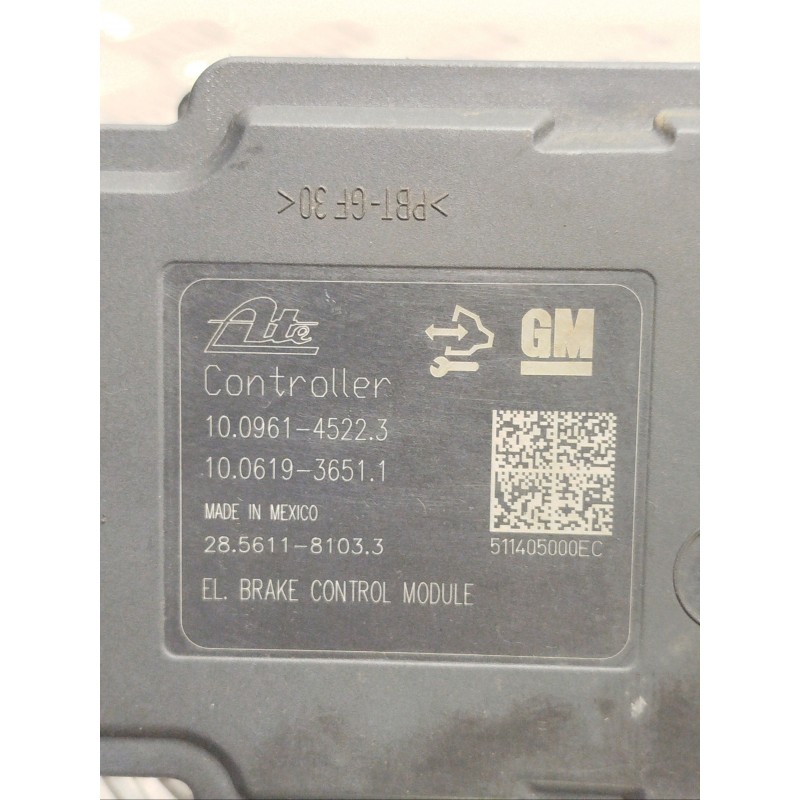 >PBT-GF30<
Ate
GM
Controller
10.0961-4522.3
10.0619-3651.1
MADE IN MEXICO
28.5611-8103.3
511405000EC
EL. BRAKE CONTROL MODULE